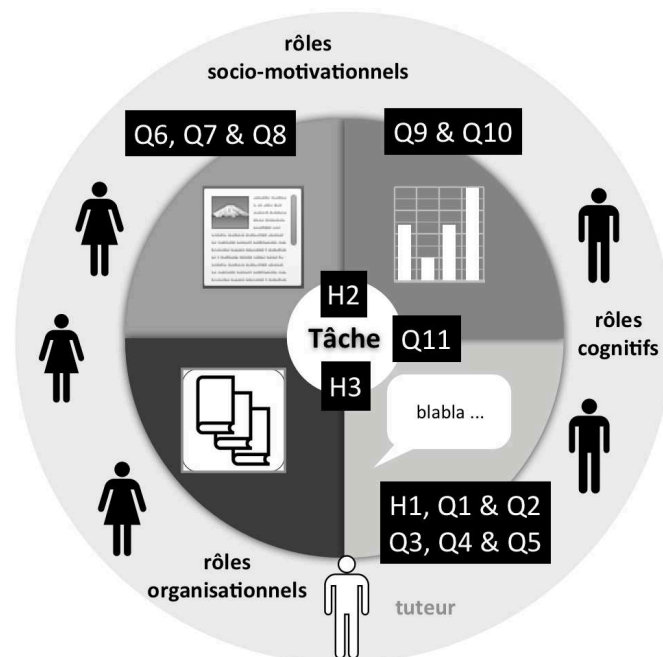 rôles
socio-motivationnels
Q6, Q7 & Q8
Q9 & Q10
H2
Tâche
Q11
H3
rôles
cognitifs
blabla ...
H1, Q1 & Q2
Q3, Q4 & Q5
rôles
organisationnels
tuteur